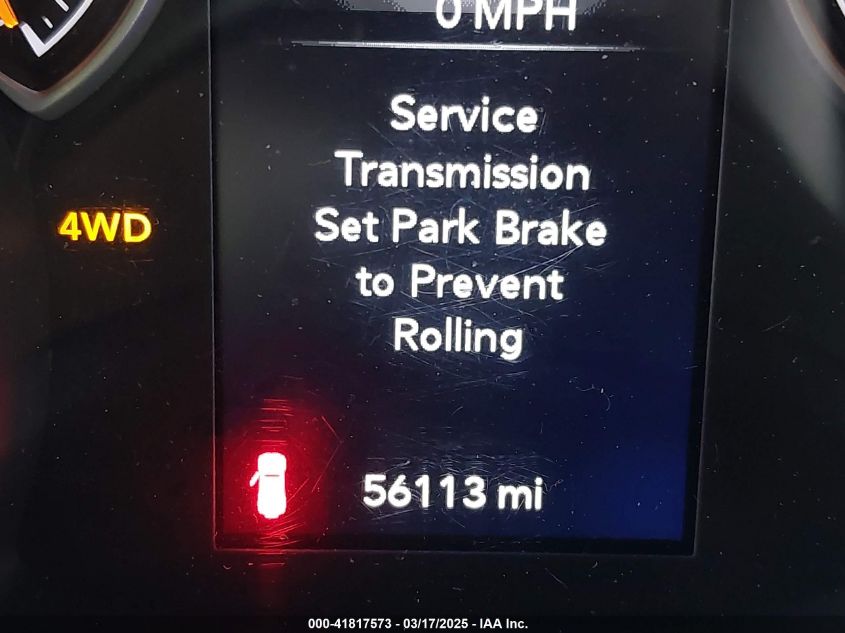 0 MPH
Service
Transmission
Set Park Brake
4WD
to Prevent
Rolling
56113 mi
000-41817573 - 03/17/2025 - IAA Inc.